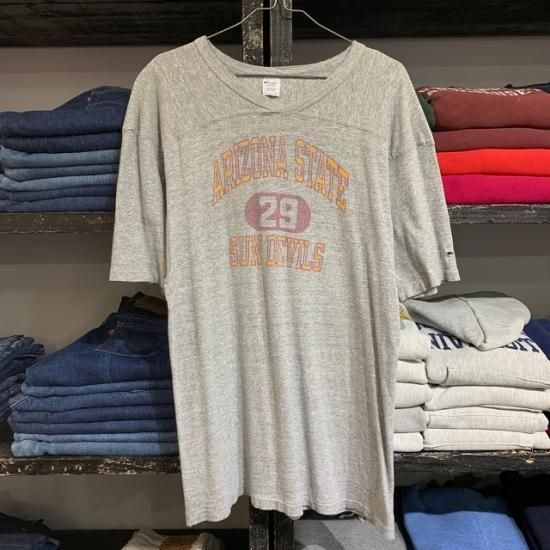 ARIZONA STATE
29
SUN DEVILS